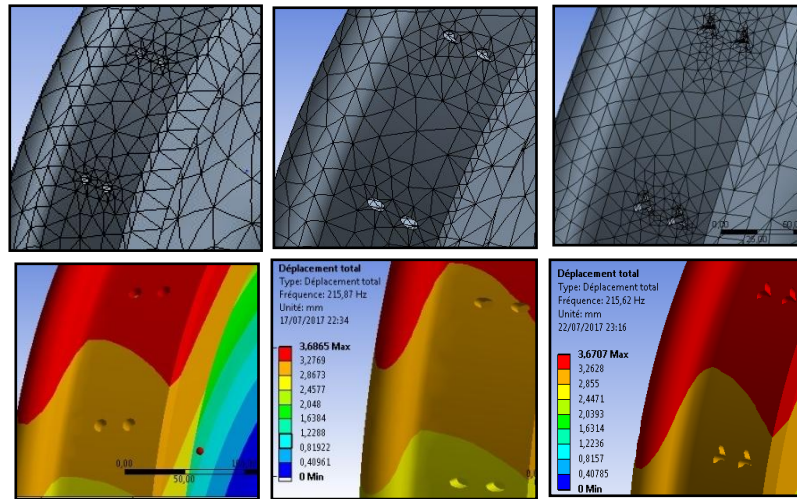 0,00
25,00
Déplacement total
Type: Déplacement total
Fréquence: 215,87 Hz
Unité: mm
17/07/2017 22:34
3,6865 Max
3,2769
2,8673
2,4577
2,048
1,6384
1,2288
0,81922
0,40961
0 Min
0,00
50,00
Déplacement total
Type: Déplacement total
Fréquence: 215,62 Hz
Unité: mm
22/07/2017 23:16
3,6707 Max
3,2628
2,855
2,4471
2,0393
1,6314
1,2236
0,8157
0,40785
0 Min